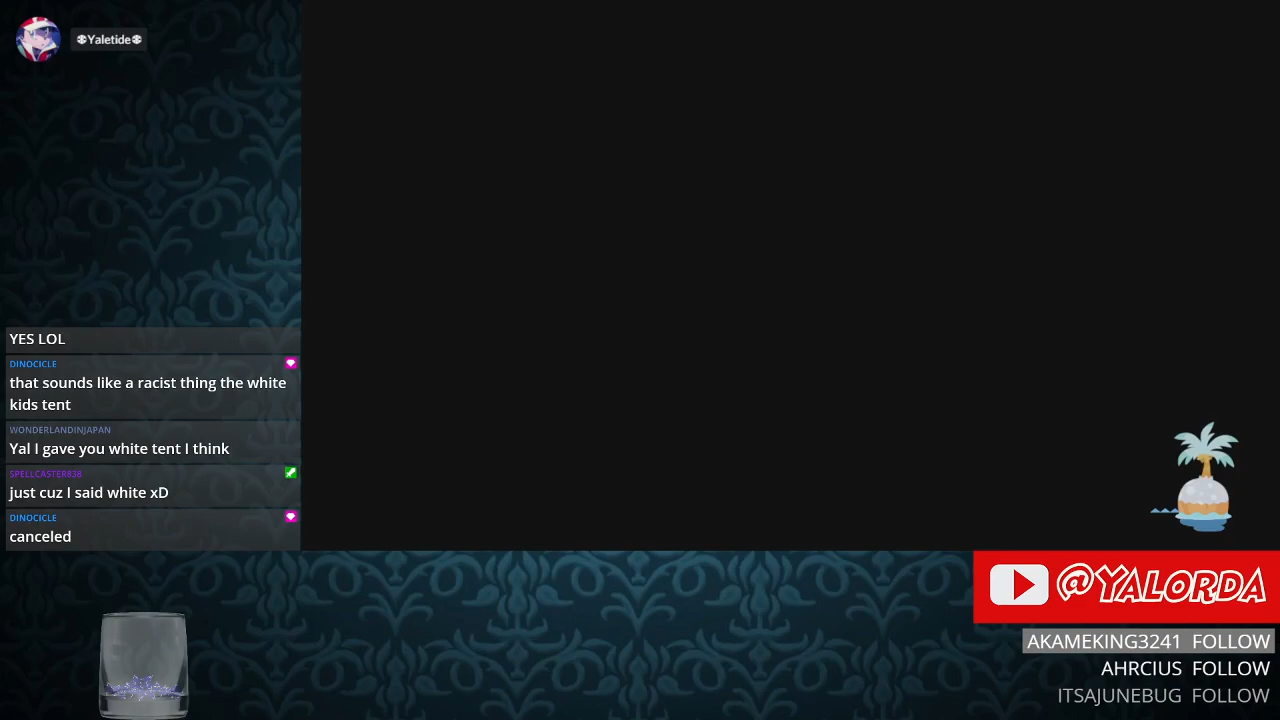 Yaletide
YES LOL
DINOCICLE
that sounds like a racist thing the white
kids tent
WONDERLANDINJAPAN
Yal I gave you white tent I think
SPELLCASTER838
just cuz I said white xD
DINOCICLE
canceled
@YALORDA
AKAMEKING3241 FOLLOW
AHRCIUS FOLLOW
ITSAJUNEBUG FOLLOW